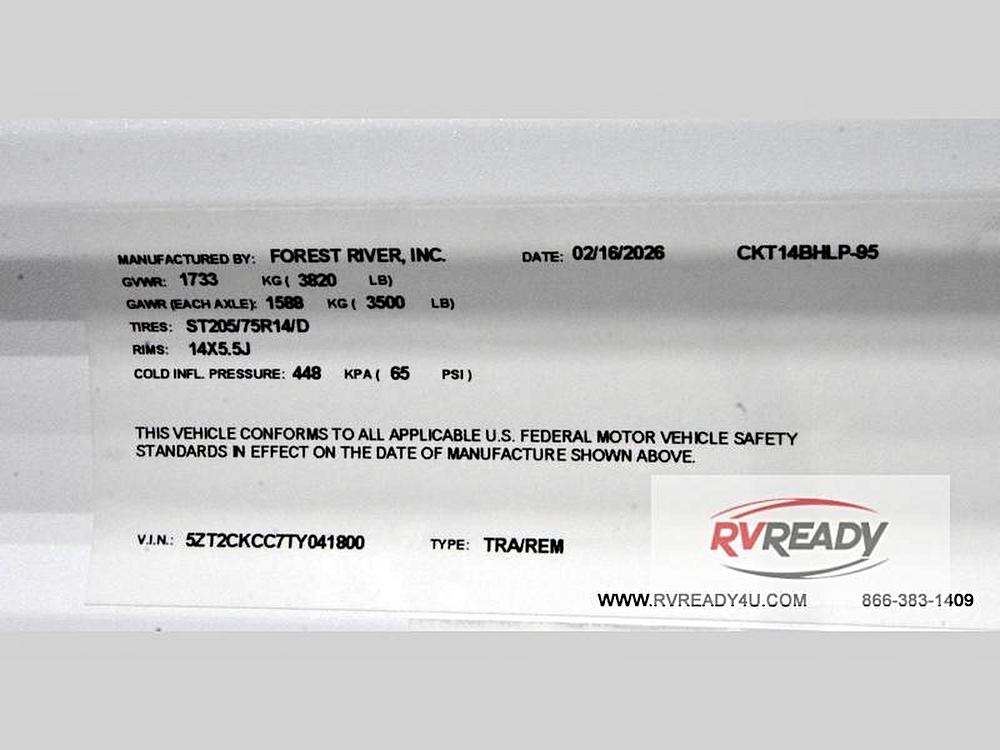 MANUFACTURED BY: FOREST RIVER, INC. DATE: 02/16/2026 CKT14BHLP-95
GVWR: 1733 KG ( 3820 LB)
GAWR (EACH AXLE): 1588 KG ( 3500 LB)
TIRES: ST205/75R14/D
RIMS: 14X5.5J
COLD INFL. PRESSURE: 448 KPA ( 65 PSI )
THIS VEHICLE CONFORMS TO ALL APPLICABLE U.S. FEDERAL MOTOR VEHICLE SAFETY
STANDARDS IN EFFECT ON THE DATE OF MANUFACTURE SHOWN ABOVE.
V.I.N.: 5ZT2CKCC7TY041800 TYPE: TRA/REM
RVREADY
WWW.RVREADY4U.COM 866-383-1409